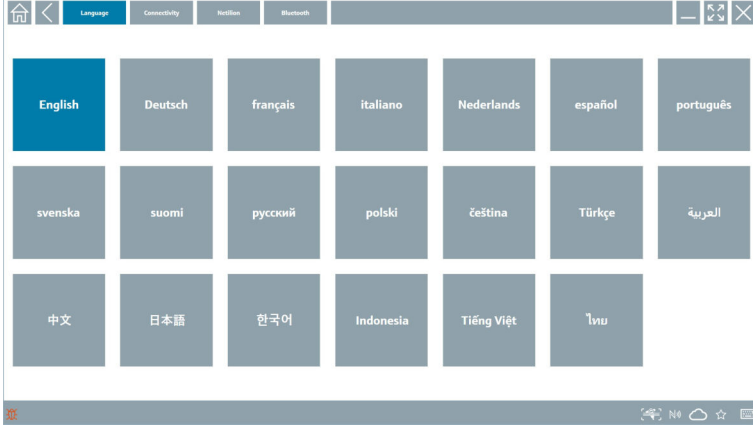 Language Connectivity Netilion Bluetooth
English Deutsch français italiano Nederlands español português
svenska suomi русский polski čeština Türkçe العربية
中文 日本語 한국어 Indonesia Tiếng Việt ไทย